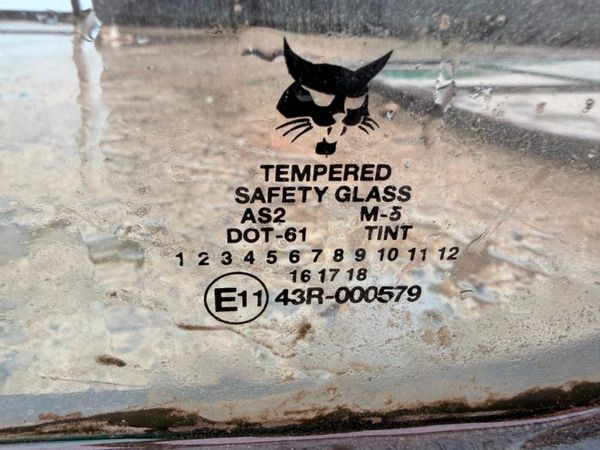 TEMPERED
SAFETY GLASS
AS2 M-5
DOT-61 TINT
1 2 3 4 5 6 7 8 9 10 11 12
16 17 18
E11 43R-000579